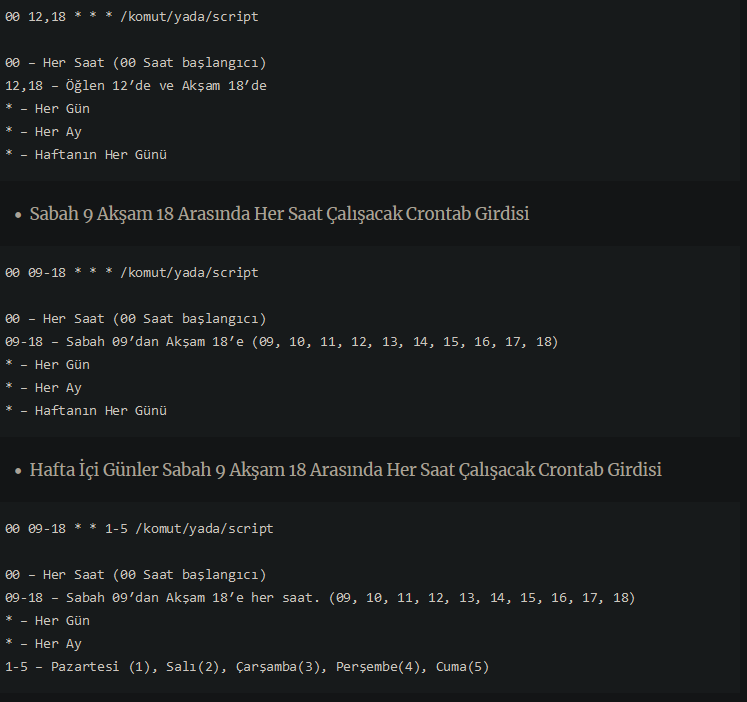 00 12,18 * * * /komut/yada/script
00 – Her Saat (00 Saat başlangıcı)
12,18 – Öğlen 12’de ve Akşam 18’de
* – Her Gün
* – Her Ay
* – Haftanın Her Günü
• Sabah 9 Akşam 18 Arasında Her Saat Çalışacak Crontab Girdisi
00 09-18 * * * /komut/yada/script
00 – Her Saat (00 Saat başlangıcı)
09-18 – Sabah 09’dan Akşam 18’e (09, 10, 11, 12, 13, 14, 15, 16, 17, 18)
* – Her Gün
* – Her Ay
* – Haftanın Her Günü
• Hafta İçi Günler Sabah 9 Akşam 18 Arasında Her Saat Çalışacak Crontab Girdisi
00 09-18 * * 1-5 /komut/yada/script
00 – Her Saat (00 Saat başlangıcı)
09-18 – Sabah 09’dan Akşam 18’e her saat. (09, 10, 11, 12, 13, 14, 15, 16, 17, 18)
* – Her Gün
* – Her Ay
1-5 – Pazartesi (1), Salı(2), Çarşamba(3), Perşembe(4), Cuma(5)